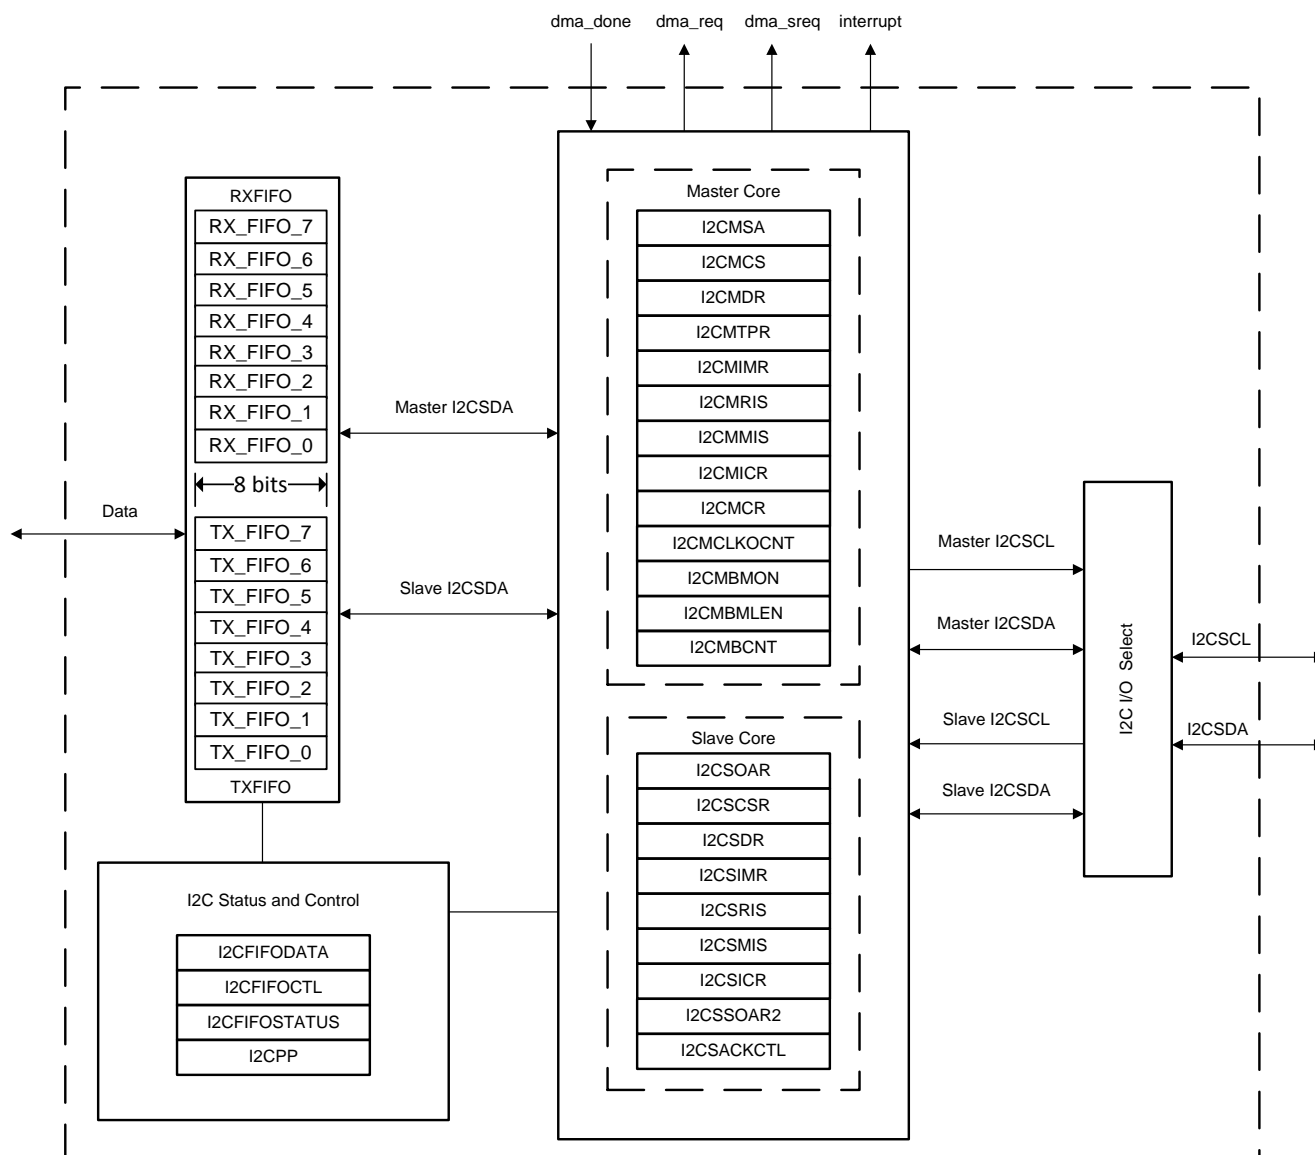 dma_done
dma_req
dma_sreq
interrupt
RXFIFO
RX_FIFO_7
RX_FIFO_6
RX_FIFO_5
RX_FIFO_4
RX_FIFO_3
RX_FIFO_2
RX_FIFO_1
RX_FIFO_0
8 bits
TX_FIFO_7
TX_FIFO_6
TX_FIFO_5
TX_FIFO_4
TX_FIFO_3
TX_FIFO_2
TX_FIFO_1
TX_FIFO_0
TXFIFO
Data
Master I2CSDA
Slave I2CSDA
I2C Status and Control
I2CFIFODATA
I2CFIFOCTL
I2CFIFOSTATUS
I2CPP
Master Core
I2CMSA
I2CMCS
I2CMDR
I2CMTPR
I2CMIMR
I2CMRIS
I2CMMIS
I2CMICR
I2CMCR
I2CMCLKOCNT
I2CMBMON
I2CMBMLEN
I2CMBCNT
Slave Core
I2CSOAR
I2CSCSR
I2CSDR
I2CSIMR
I2CSRIS
I2CSMIS
I2CSICR
I2CSSOAR2
I2CSACKCTL
Master I2CSCL
Master I2CSDA
Slave I2CSCL
Slave I2CSDA
I2C I/O Select
I2CSCL
I2CSDA